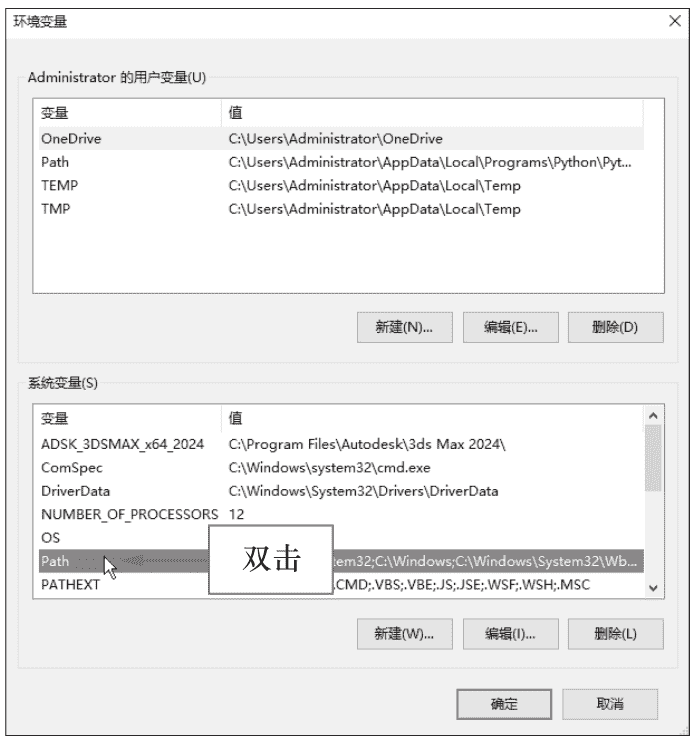 环境变量
Administrator 的用户变量(U)
变量 值
OneDrive C:\Users\Administrator\OneDrive
Path C:\Users\Administrator\AppData\Local\Programs\Python\Pyt...
TEMP C:\Users\Administrator\AppData\Local\Temp
TMP C:\Users\Administrator\AppData\Local\Temp
新建(N)... 编辑(E)... 删除(D)
系统变量(S)
变量 值
ADSK_3DSMAX_x64_2024 C:\Program Files\Autodesk\3ds Max 2024\
ComSpec C:\Windows\system32\cmd.exe
DriverData C:\Windows\System32\Drivers\DriverData
NUMBER_OF_PROCESSORS 12
OS
Path tem32;C:\Windows;C:\Windows\System32\Wb...
双击
PATHEXT .CMD;.VBS;.VBE;.JS;.JSE;.WSF;.WSH;.MSC
新建(W)... 编辑(I)... 删除(L)
确定 取消